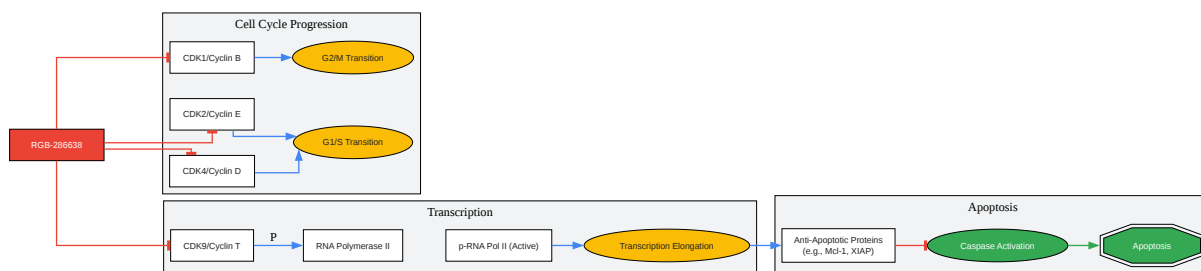 Cell Cycle Progression
CDK1/Cyclin B
G2/M Transition
CDK2/Cyclin E
RGB-286638
G1/S Transition
CDK4/Cyclin D
Transcription
Apoptosis
CDK9/Cyclin T
P
RNA Polymerase II
p-RNA Pol II (Active)
Transcription Elongation
Anti-Apoptotic Proteins
(e.g., Mcl-1, XIAP)
Caspase Activation
Apoptosis